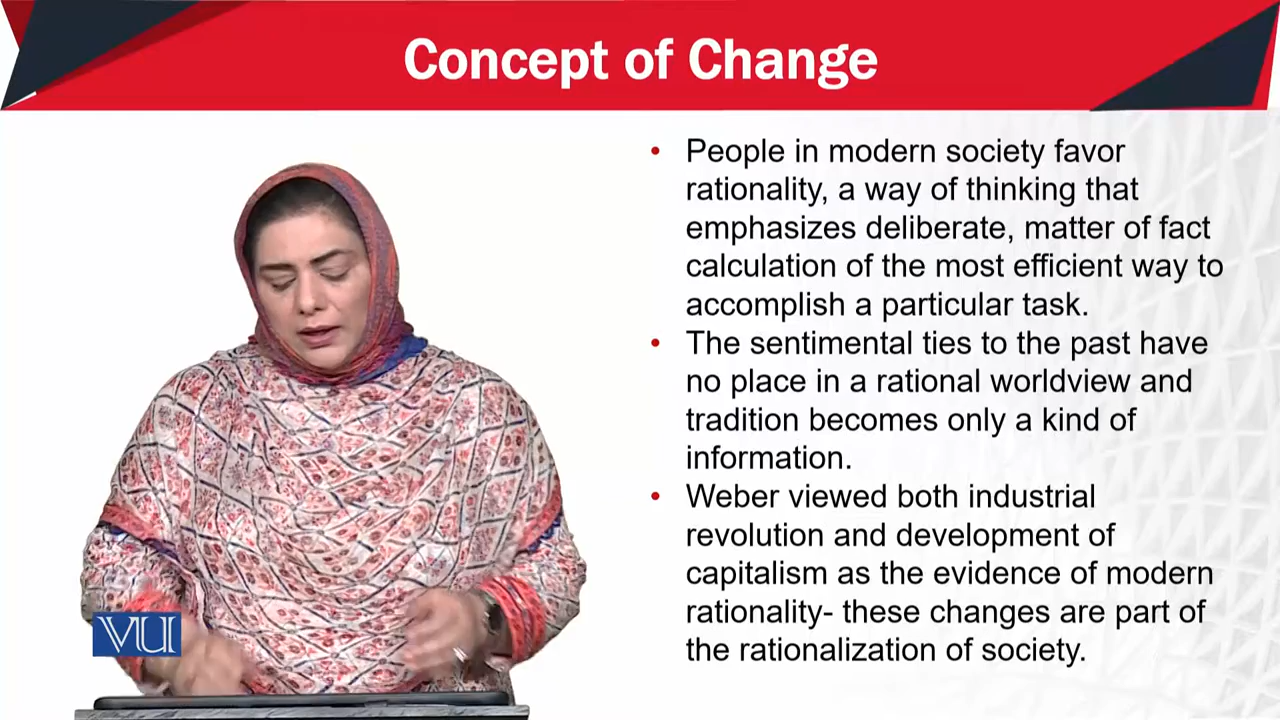 Concept of Change
• People in modern society favor
rationality, a way of thinking that
emphasizes deliberate, matter of fact
calculation of the most efficient way to
accomplish a particular task.
• The sentimental ties to the past have
no place in a rational worldview and
tradition becomes only a kind of
information.
• Weber viewed both industrial
revolution and development of
capitalism as the evidence of modern
rationality- these changes are part of
the rationalization of society.
VU